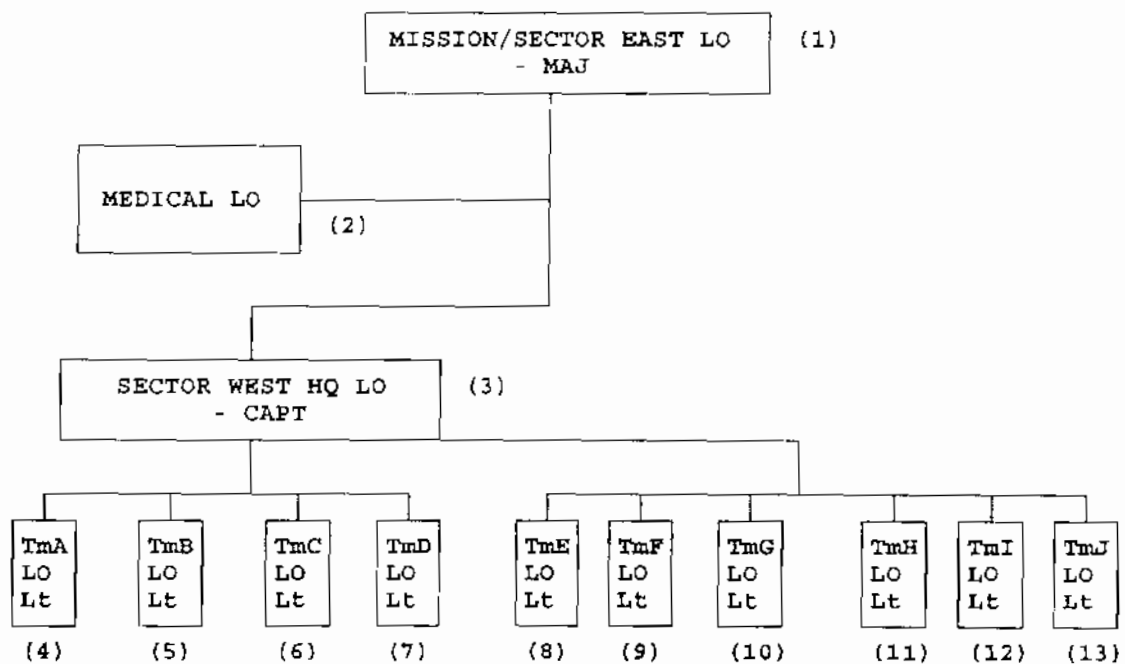 MISSION/SECTOR EAST LO
- MAJ
(1)
MEDICAL LO
(2)
SECTOR WEST HQ LO
- CAPT
(3)
TmA
LO
Lt
(4)
TmB
LO
Lt
(5)
TmC
LO
Lt
(6)
TmD
LO
Lt
(7)
TmE
LO
Lt
(8)
TmF
LO
Lt
(9)
TmG
LO
Lt
(10)
TmH
LO
Lt
(11)
TmI
LO
Lt
(12)
TmJ
LO
Lt
(13)